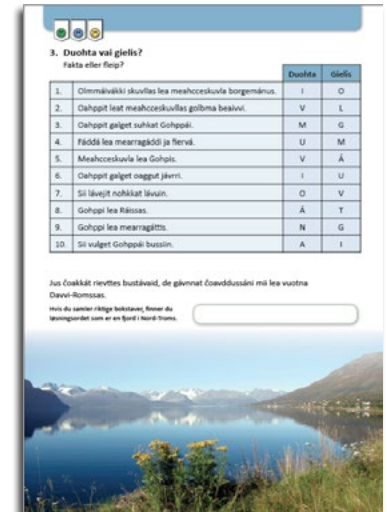 3. Duohta vai gielis?
Fakta eller fleip?
Duohta Gielis
1. Olmmáivákki skuvllas lea meahcceskuvla borgemánus. I O
2. Oahppit leat meahcceskuvllas golbma beaivvi. V L
3. Oahppit galget suhkat Gohppái. M G
4. Fáddá lea mearragáddi ja fiervá. U M
5. Meahcceskuvla lea Gohpis. V Á
6. Oahppit galget oaggut jávrri. I U
7. Sii lávejit nohkkat lávuin. O V
8. Gohppi lea Ráissas. Á T
9. Gohppi lea mearragáttis. N G
10. Sii vulget Gohppái bussiin. A I
Jus čoakkát rievttes bustávaid, de gávnnat čoavddussáni mii lea vuotna
Davvi-Romssas.
Hvis du samler riktige bokstaver, finner du
løsningsordet som er en fjord i Nord-Troms.